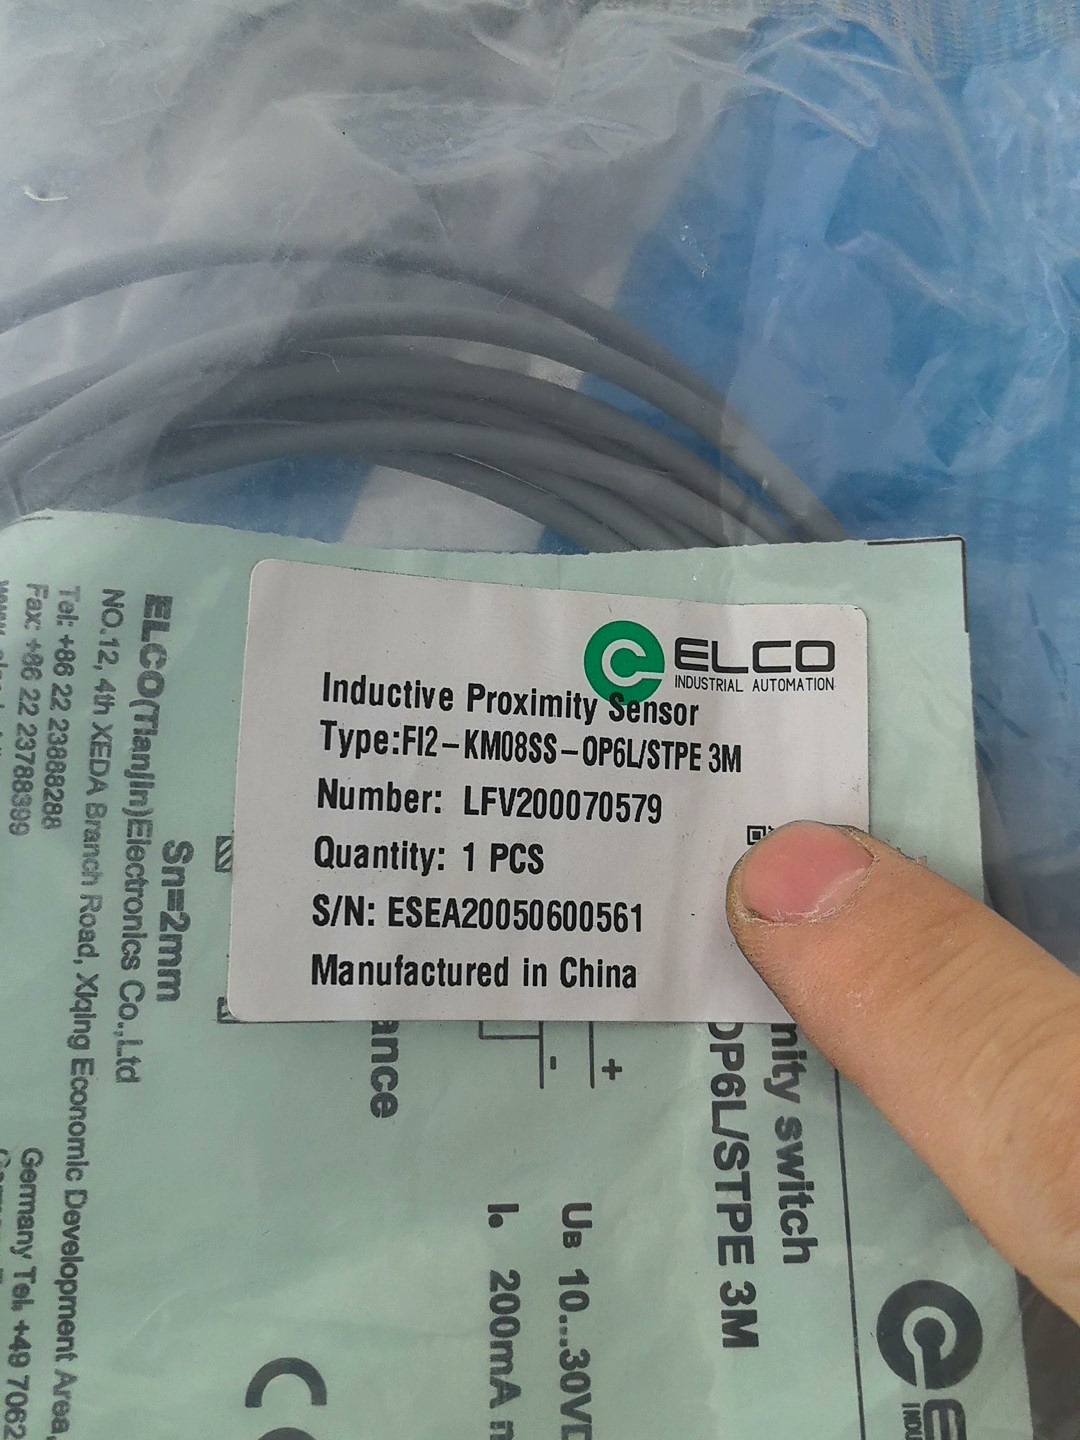 ELCO
INDUSTRIAL AUTOMATION
Inductive Proximity Sensor
Type:FI2-KM08SS-OP6L/STPE 3M
Number: LFV200070579
Quantity: 1 PCS
S/N: ESEA20050600561
Manufactured in China
switch
OP6L/STPE 3M
UB 10...30VD
Ie 200mA
+
-
Sn=2mm
ELCO(Tianjin)Electronics Co.,Ltd
NO.12, 4th XEDA Branch Road, Xiqing Economic Development Area,
Tel: +86 22 23888288
Fax: +86 22 23788399
Germany Tel. +49 7062
CE